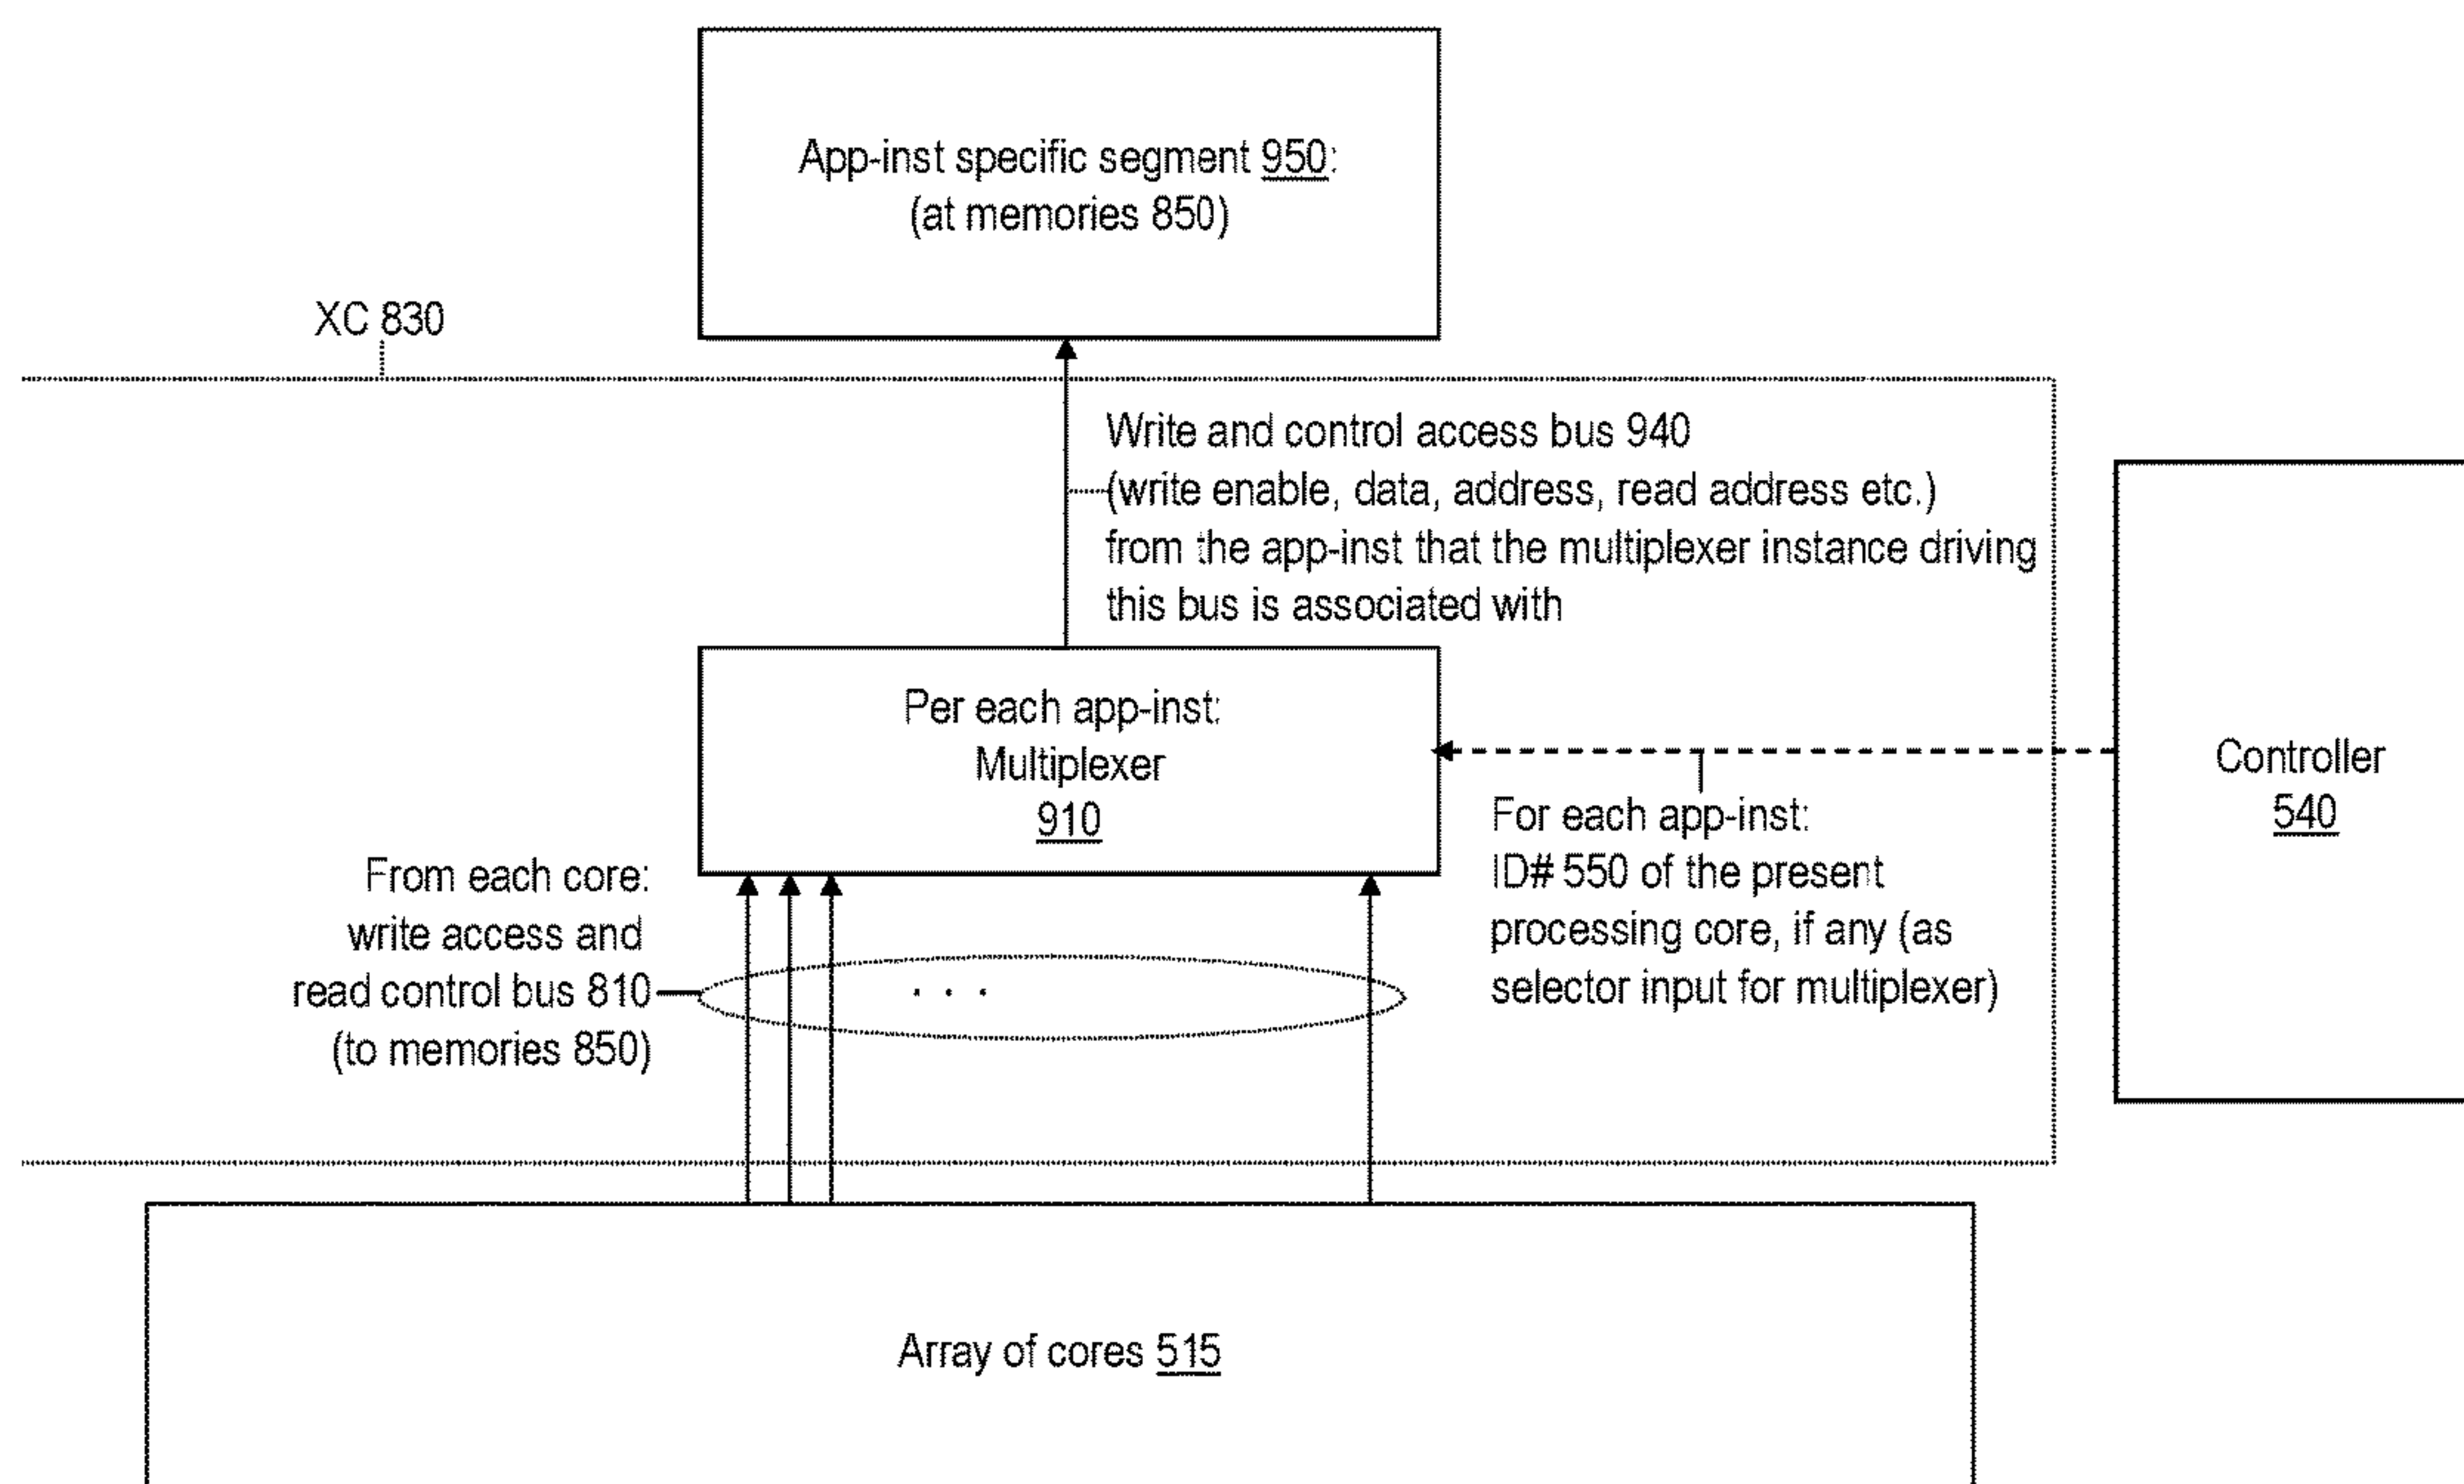 App-inst specific segment 950:
(at memories 850)
XC 830
Write and control access bus 940
(write enable, data, address, read address etc.)
from the app-inst that the multiplexer instance driving
this bus is associated with
Per each app-inst:
Multiplexer
910
Controller
540
For each app-inst:
ID# 550 of the present
processing core, if any (as
selector input for multiplexer)
From each core:
write access and
read control bus 810
(to memories 850)
. . .
Array of cores 515